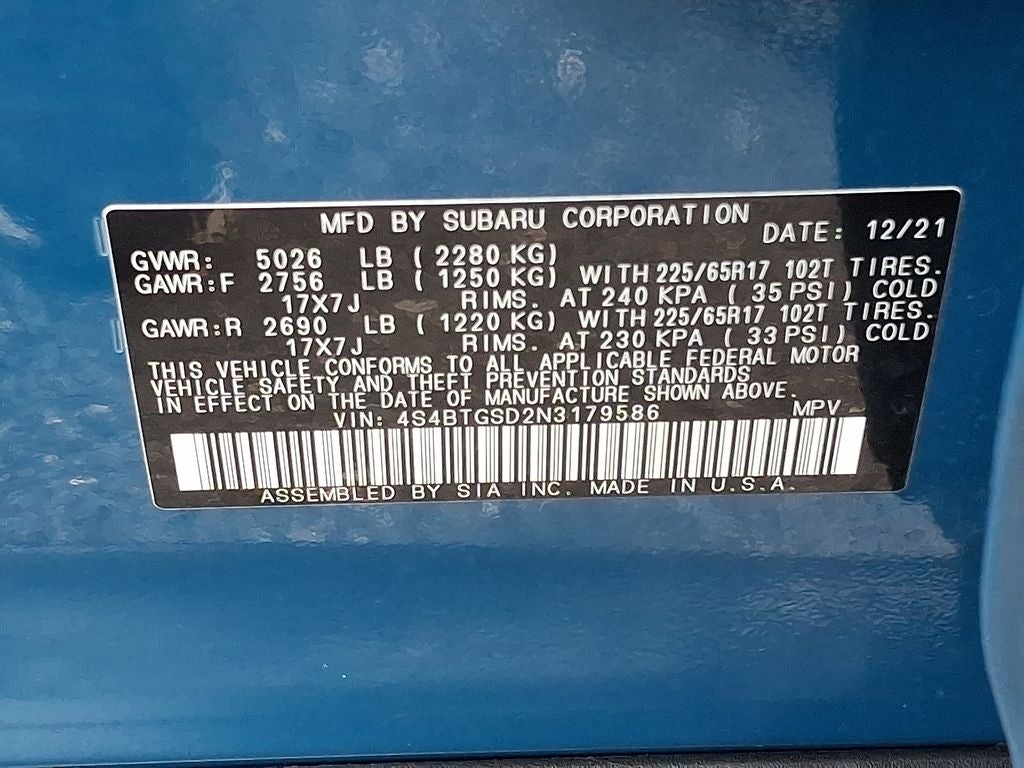 MFD BY SUBARU CORPORATION DATE: 12/21
GVWR: 5026 LB ( 2280 KG)
GAWR:F 2756 LB ( 1250 KG) WITH 225/65R17 102T TIRES.
17X7J RIMS. AT 240 KPA ( 35 PSI) COLD
GAWR:R 2690 LB ( 1220 KG) WITH 225/65R17 102T TIRES.
17X7J RIMS. AT 230 KPA ( 33 PSI) COLD
THIS VEHICLE CONFORMS TO ALL APPLICABLE FEDERAL MOTOR
VEHICLE SAFETY AND THEFT PREVENTION STANDARDS
IN EFFECT ON THE DATE OF MANUFACTURE SHOWN ABOVE.
VIN: 4S4BTGSD2N3179586 MPV
ASSEMBLED BY SIA INC. MADE IN U.S.A.